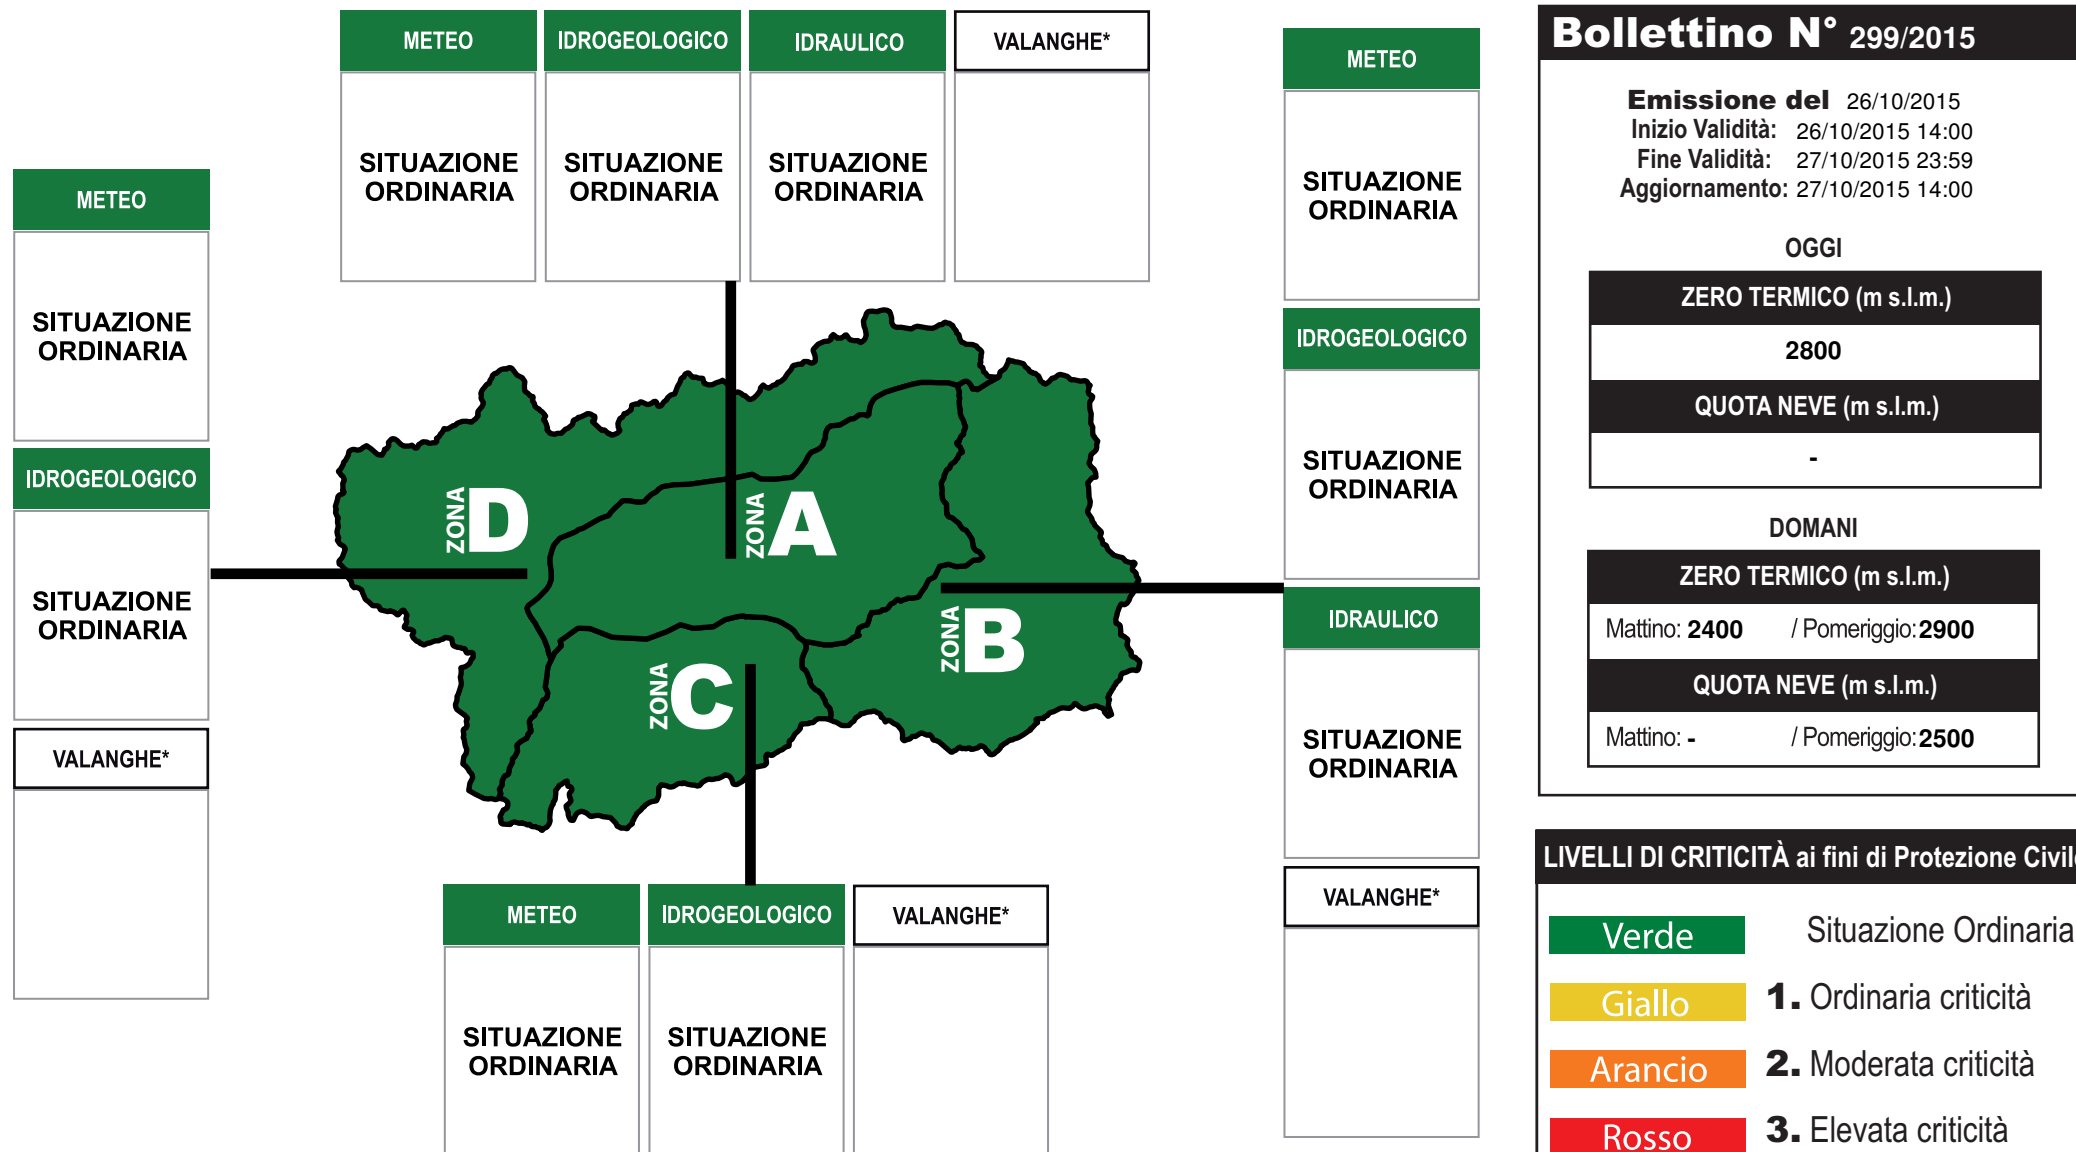 METEO
IDROGEOLOGICO
IDRAULICO
VALANGHE*
SITUAZIONE
ORDINARIA
SITUAZIONE
ORDINARIA
SITUAZIONE
ORDINARIA
METEO
SITUAZIONE
ORDINARIA
IDROGEOLOGICO
SITUAZIONE
ORDINARIA
VALANGHE*
ZONA D
ZONA A
ZONA B
ZONA C
METEO
SITUAZIONE
ORDINARIA
IDROGEOLOGICO
SITUAZIONE
ORDINARIA
IDRAULICO
SITUAZIONE
ORDINARIA
VALANGHE*
METEO
IDROGEOLOGICO
VALANGHE*
SITUAZIONE
ORDINARIA
SITUAZIONE
ORDINARIA
Bollettino N° 299/2015
Emissione del 26/10/2015
Inizio Validità: 26/10/2015 14:00
Fine Validità: 27/10/2015 23:59
Aggiornamento: 27/10/2015 14:00
OGGI
ZERO TERMICO (m s.l.m.)
2800
QUOTA NEVE (m s.l.m.)
-
DOMANI
ZERO TERMICO (m s.l.m.)
Mattino: 2400 / Pomeriggio: 2900
QUOTA NEVE (m s.l.m.)
Mattino: - / Pomeriggio: 2500
LIVELLI DI CRITICITÀ ai fini di Protezione Civile
Verde Situazione Ordinaria
Giallo 1. Ordinaria criticità
Arancio 2. Moderata criticità
Rosso 3. Elevata criticità